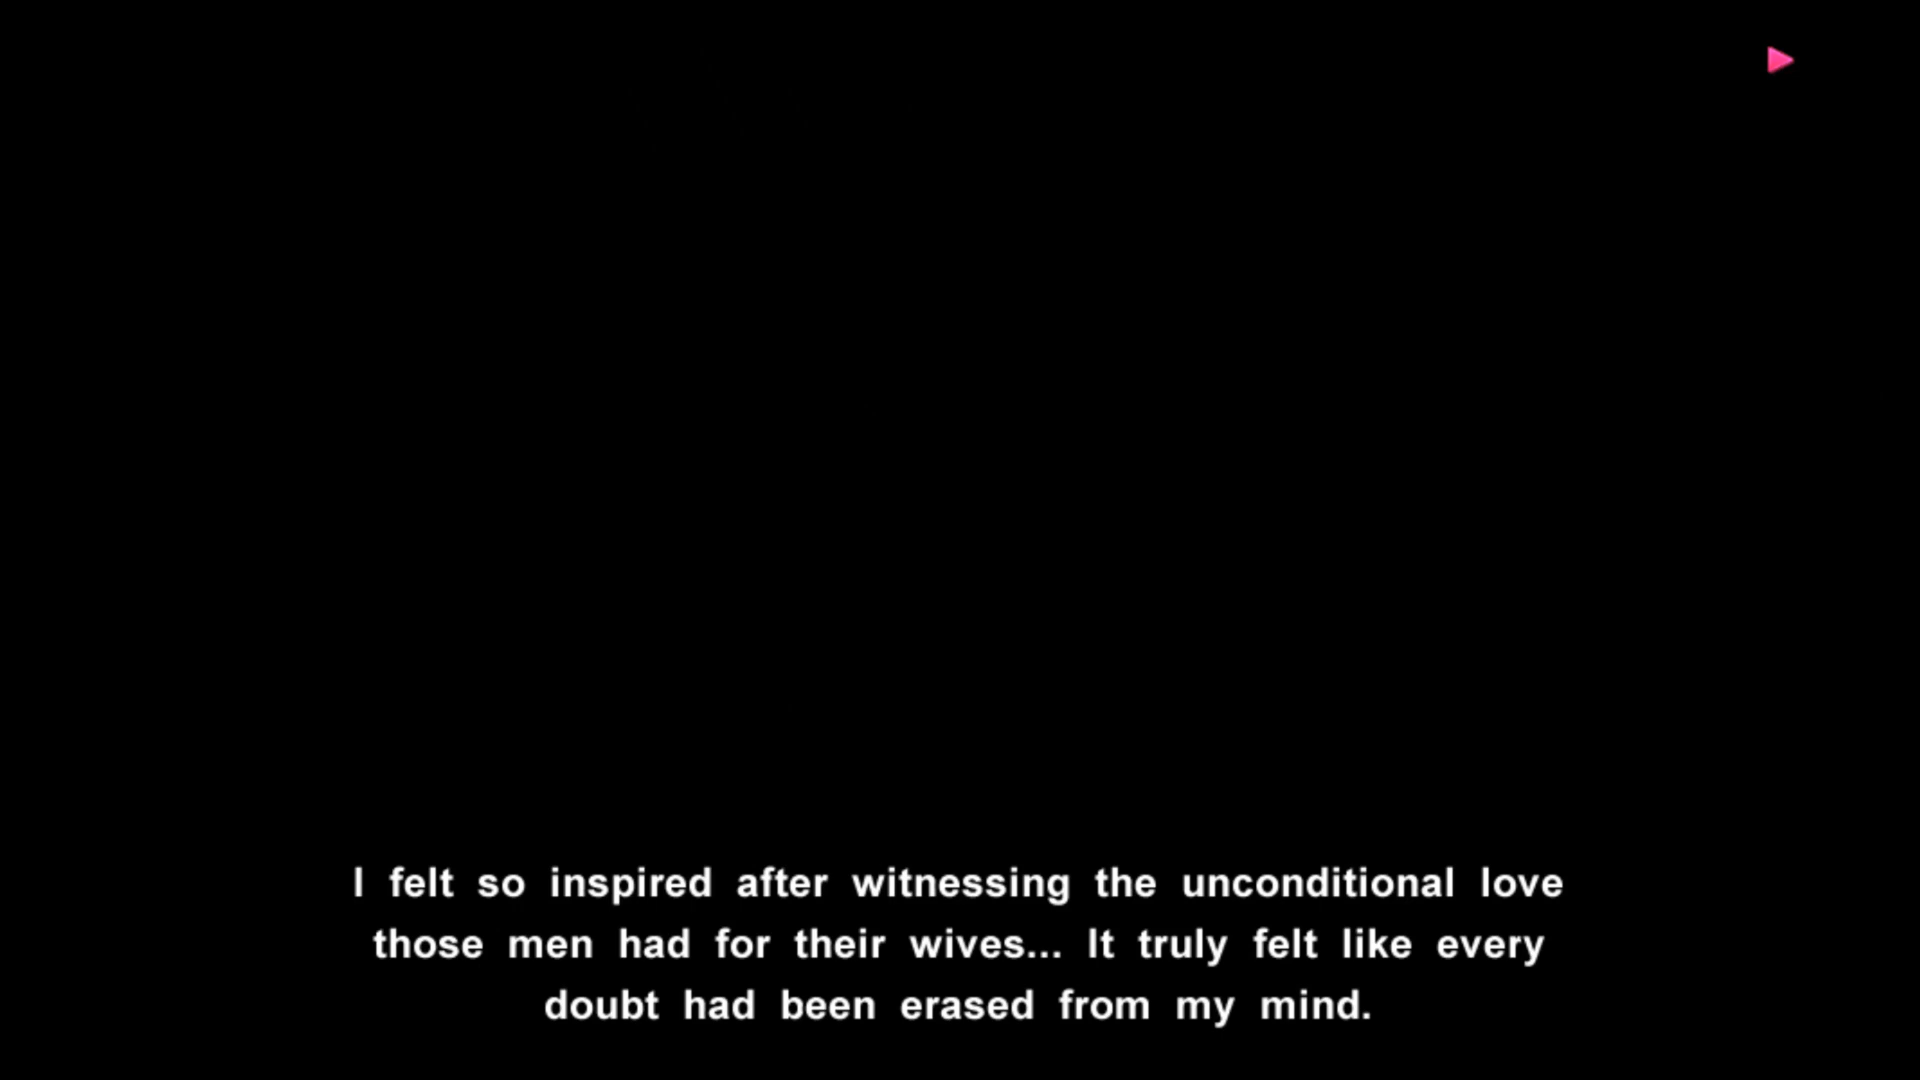 I felt so inspired after witnessing the unconditional love
those men had for their wives... It truly felt like every
doubt had been erased from my mind.